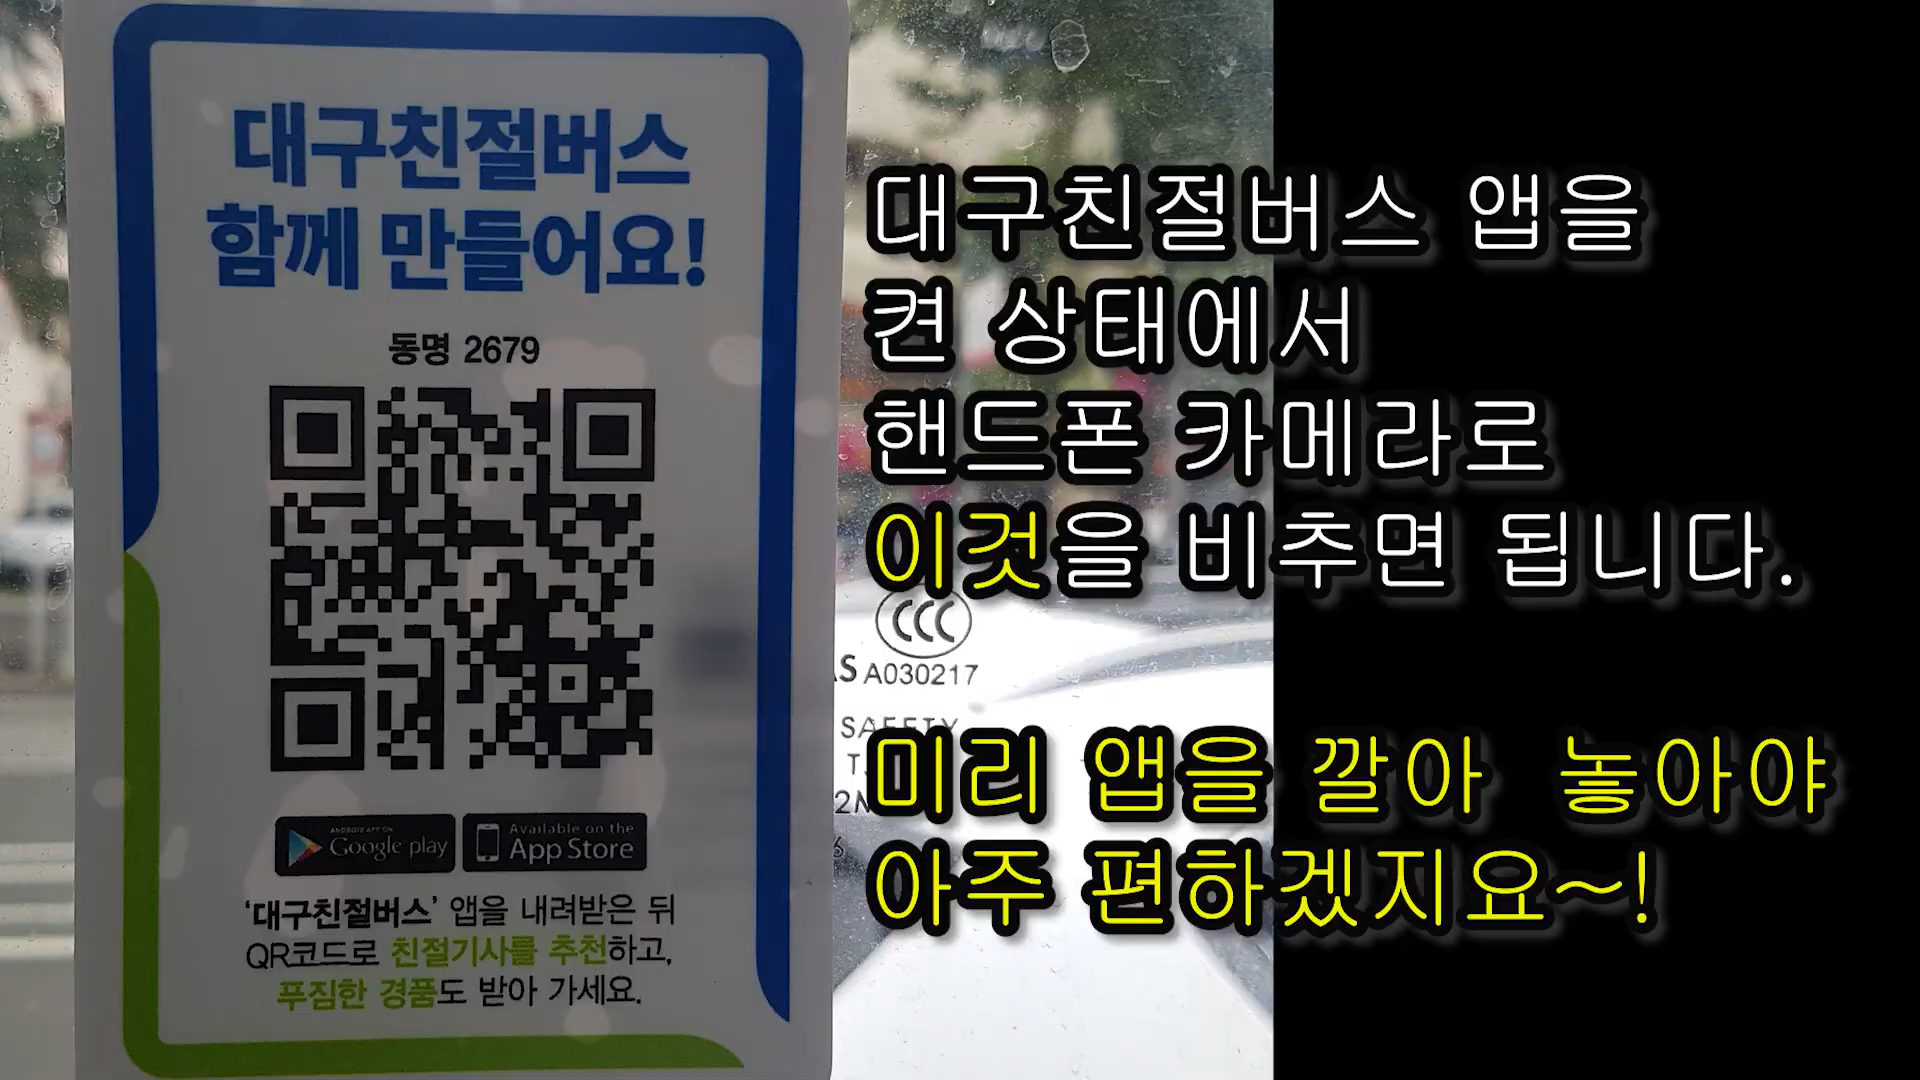 대구친절버스
함께 만들어요!
동명 2679
ANDROID APP ON
Google play
Available on the
App Store
'대구친절버스' 앱을 내려받은 뒤
QR코드로 친절기사를 추천하고,
푸짐한 경품도 받아 가세요.
대구친절버스 앱을
켠 상태에서
핸드폰 카메라로
이것을 비추면 됩니다.
CCC
A030217
SAFETY
미리 앱을 깔아 놓아야
아주 편하겠지요~!